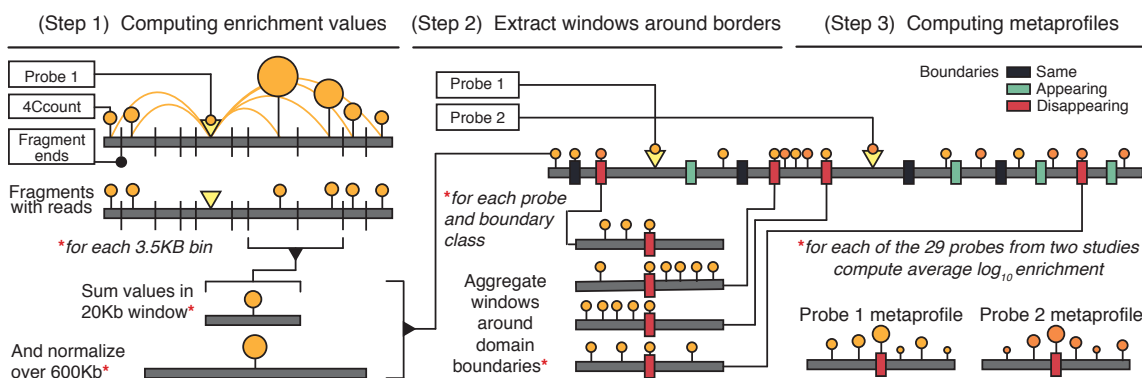 (Step 1) Computing enrichment values
Probe 1
4Ccount
Fragment
ends
Fragments
with reads
*for each 3.5KB bin
Sum values in
20Kb window*
And normalize
over 600Kb*
(Step 2) Extract windows around borders
Probe 1
Probe 2
*for each probe
and boundary
class
Aggregate
windows
around
domain
boundaries*
(Step 3) Computing metaprofiles
Boundaries
Same
Appearing
Disappearing
*for each of the 29 probes from two studies
compute average log10 enrichment
Probe 1 metaprofile
Probe 2 metaprofile